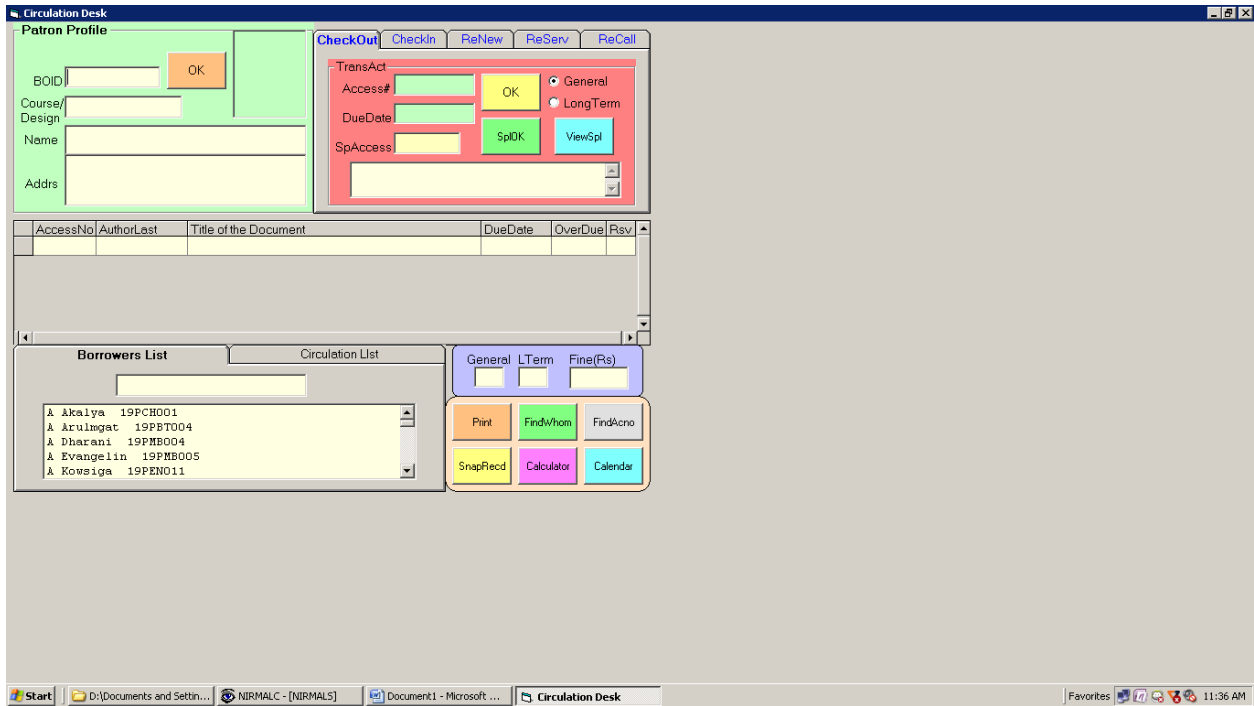 Circulation Desk
Patron Profile
BOID
OK
Course/
Design
Name
Addrs
CheckOut CheckIn ReNew ReServ ReCall
TransAct
Access#
OK
General
LongTerm
DueDate
SpAccess
SplOK
ViewSpl
AccessNo AuthorLast Title of the Document DueDate OverDue Rsv
Borrowers List
Circulation LIst
A Akalya 19PCH001
A Arulmgat 19PBT004
A Dharani 19PMB004
A Evangelin 19PMB005
A Kowsiga 19PEN011
General LTerm Fine(Rs)
Print FindWhom FindAcno
SnapRecd Calculator Calendar
Start D:\Documents and Settin... NIRMALC - [NIRMALS] Document1 - Microsoft ... Circulation Desk Favorites 11:36 AM